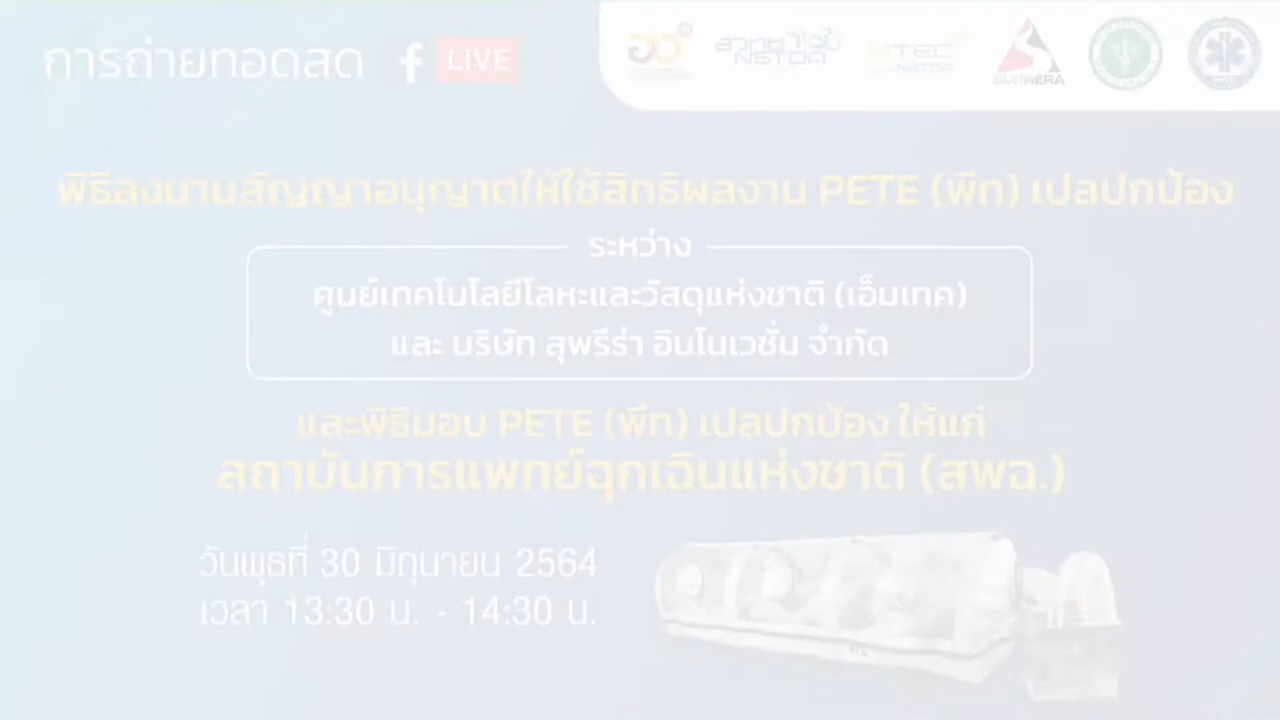 การถ่ายทอดสด f LIVE
สวทช NSTDA
MTEC
NSTDA
SUPRERA
พิธีลงนามสัญญาอนุญาตให้ใช้สิทธิผลงาน PETE (พีท) เปลปกป้อง
ระหว่าง
ศูนย์เทคโนโลยีโลหะและวัสดุแห่งชาติ (เอ็มเทค)
และ บริษัท สุพรีร่า อินโนเวชั่น จำกัด
และพิธีมอบ PETE (พีท) เปลปกป้อง ให้แก่
สถาบันการแพทย์ฉุกเฉินแห่งชาติ (สพฉ.)
วันพุธที่ 30 มิถุนายน 2564
เวลา 13:30 น. - 14:30 น.